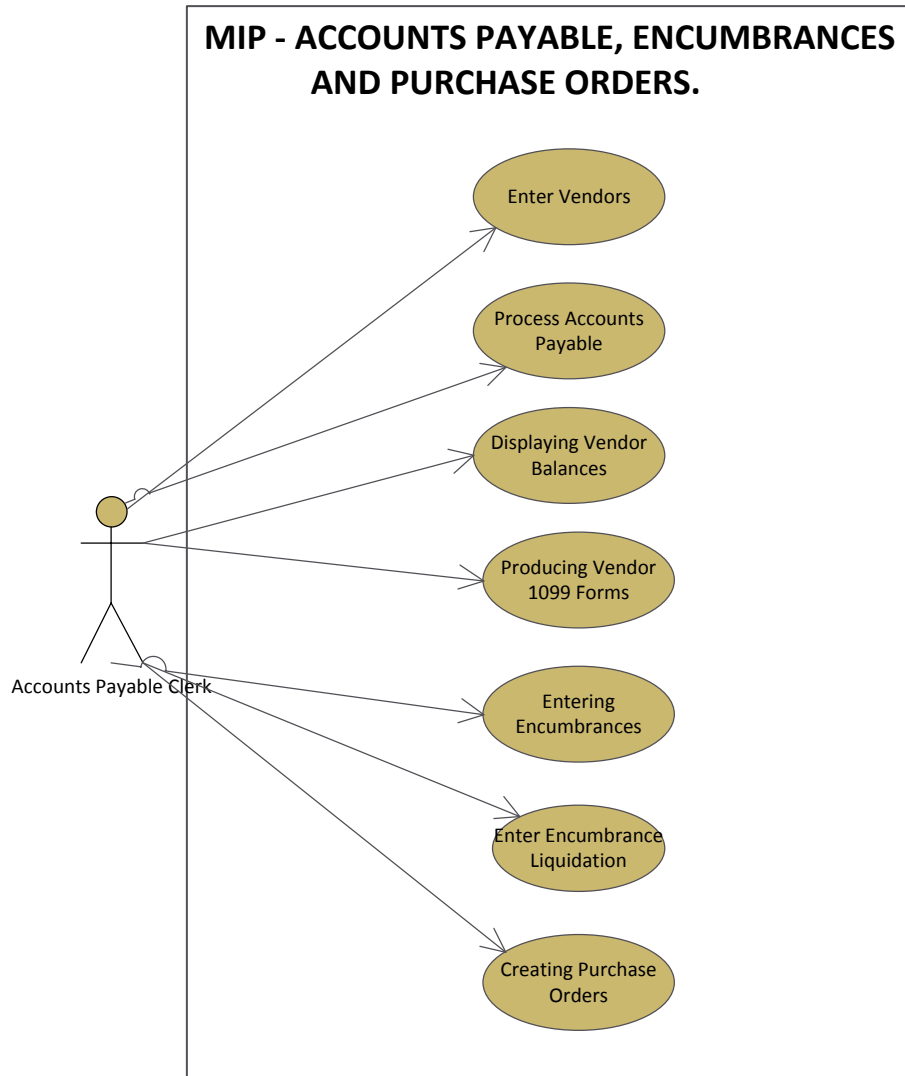 MIP - ACCOUNTS PAYABLE, ENCUMBRANCES
AND PURCHASE ORDERS.
Enter Vendors
Process Accounts
Payable
Displaying Vendor
Balances
Producing Vendor
1099 Forms
Accounts Payable Clerk
Entering
Encumbrances
Enter Encumbrance
Liquidation
Creating Purchase
Orders